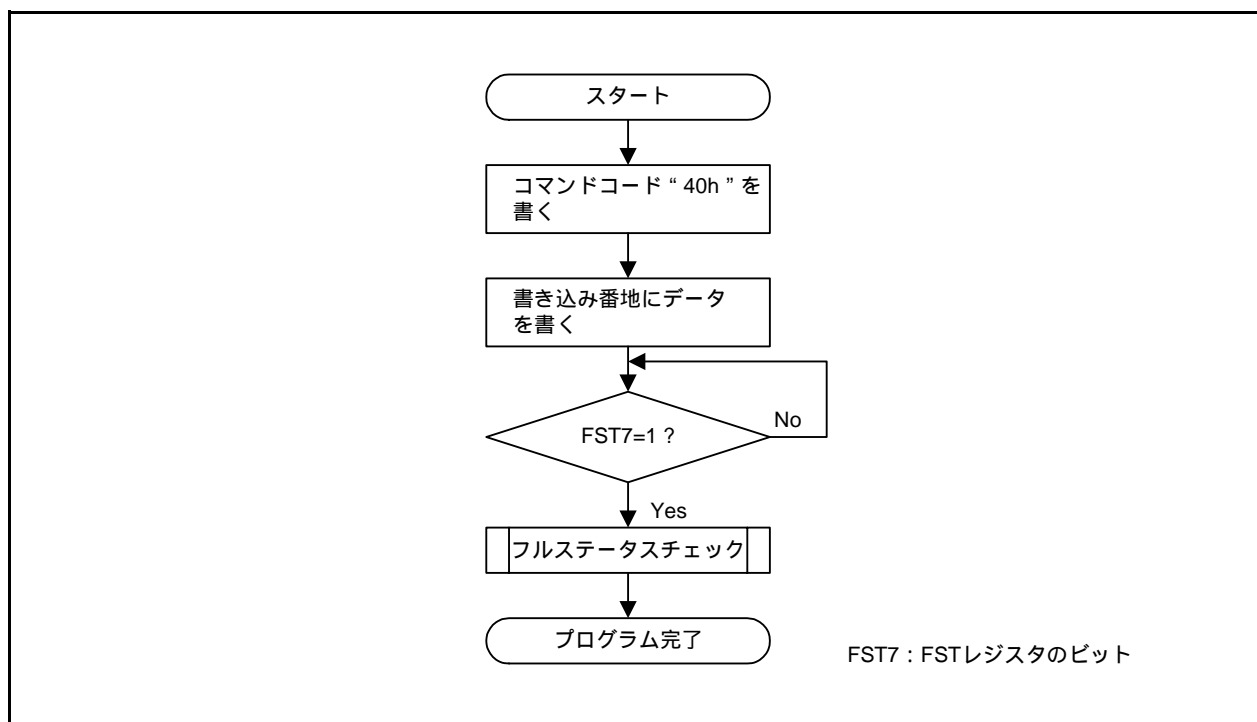 スタート
コマンドコード“ 40h ”を
書く
書き込み番地にデータ
を書く
FST7=1 ?
No
Yes
フルステータスチェック
プログラム完了
FST7 : FSTレジスタのビット